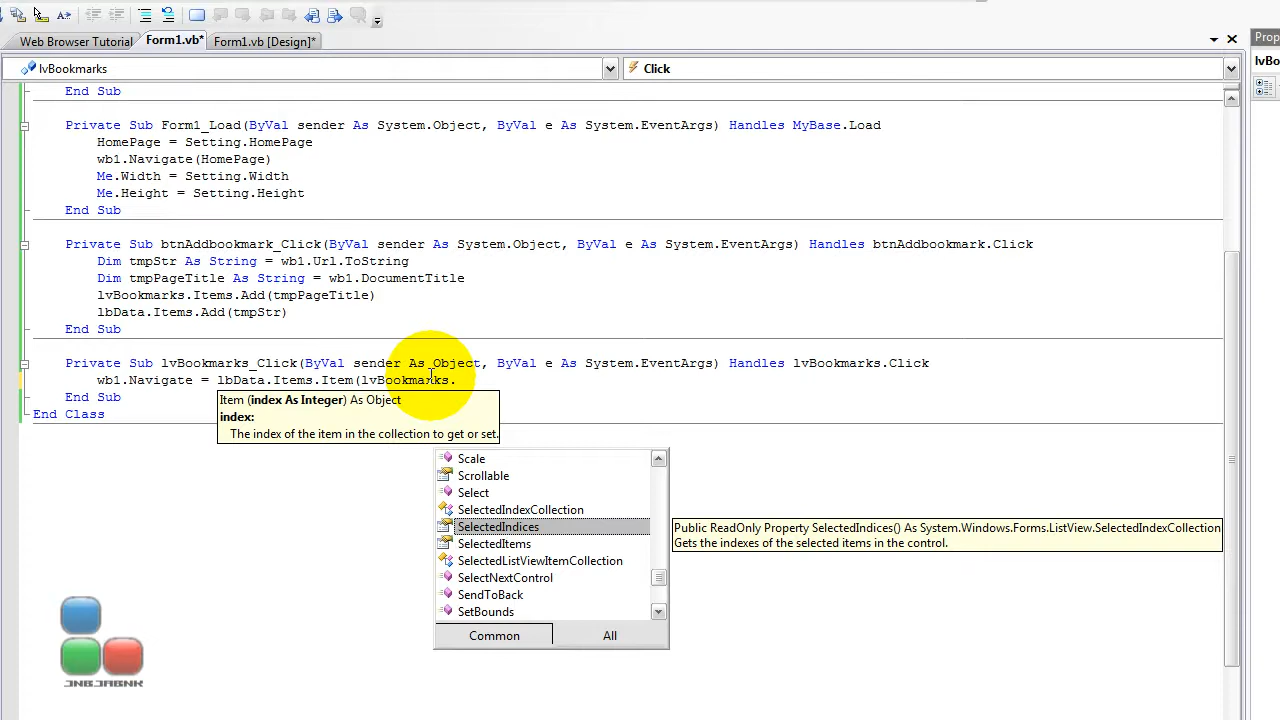 Web Browser Tutorial
Form1.vb*
Form1.vb [Design]*
Prop
lvBookmarks
Click
lvBo
End Sub
Private Sub Form1_Load(ByVal sender As System.Object, ByVal e As System.EventArgs) Handles MyBase.Load
HomePage = Setting.HomePage
wb1.Navigate(HomePage)
Me.Width = Setting.Width
Me.Height = Setting.Height
End Sub
Private Sub btnAddbookmark_Click(ByVal sender As System.Object, ByVal e As System.EventArgs) Handles btnAddbookmark.Click
Dim tmpStr As String = wb1.Url.ToString
Dim tmpPageTitle As String = wb1.DocumentTitle
lvBookmarks.Items.Add(tmpPageTitle)
lbData.Items.Add(tmpStr)
End Sub
Private Sub lvBookmarks_Click(ByVal sender As Object, ByVal e As System.EventArgs) Handles lvBookmarks.Click
wb1.Navigate = lbData.Items.Item(lvBookmarks.
End Sub
End Class
Item (index As Integer) As Object
index:
The index of the item in the collection to get or set.
Scale
Scrollable
Select
SelectedIndexCollection
SelectedIndices
SelectedItems
SelectedListViewItemCollection
SelectNextControl
SendToBack
SetBounds
Common
All
Public ReadOnly Property SelectedIndices() As System.Windows.Forms.ListView.SelectedIndexCollection
Gets the indexes of the selected items in the control.
JNBJABNK